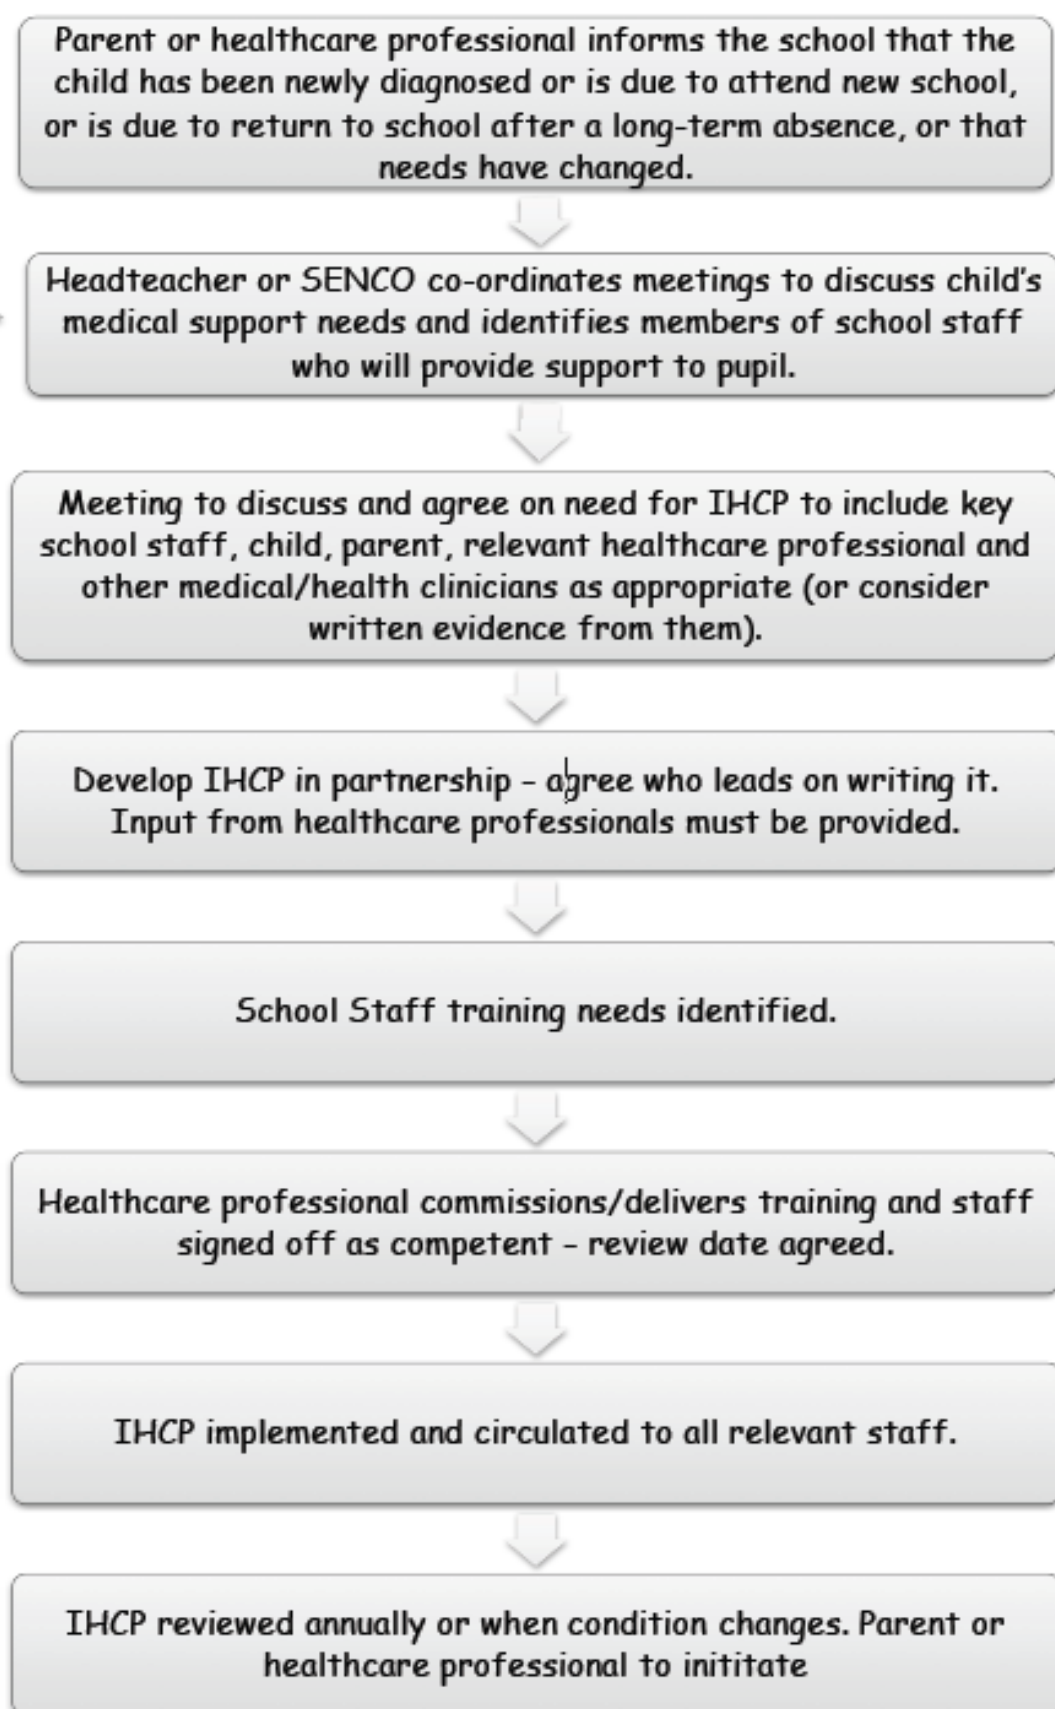 Parent or healthcare professional informs the school that the
child has been newly diagnosed or is due to attend new school,
or is due to return to school after a long-term absence, or that
needs have changed.
Headteacher or SENCO co-ordinates meetings to discuss child's
medical support needs and identifies members of school staff
who will provide support to pupil.
Meeting to discuss and agree on need for IHCP to include key
school staff, child, parent, relevant healthcare professional and
other medical/health clinicians as appropriate (or consider
written evidence from them).
Develop IHCP in partnership - agree who leads on writing it.
Input from healthcare professionals must be provided.
School Staff training needs identified.
Healthcare professional commissions/delivers training and staff
signed off as competent - review date agreed.
IHCP implemented and circulated to all relevant staff.
IHCP reviewed annually or when condition changes. Parent or
healthcare professional to inititate